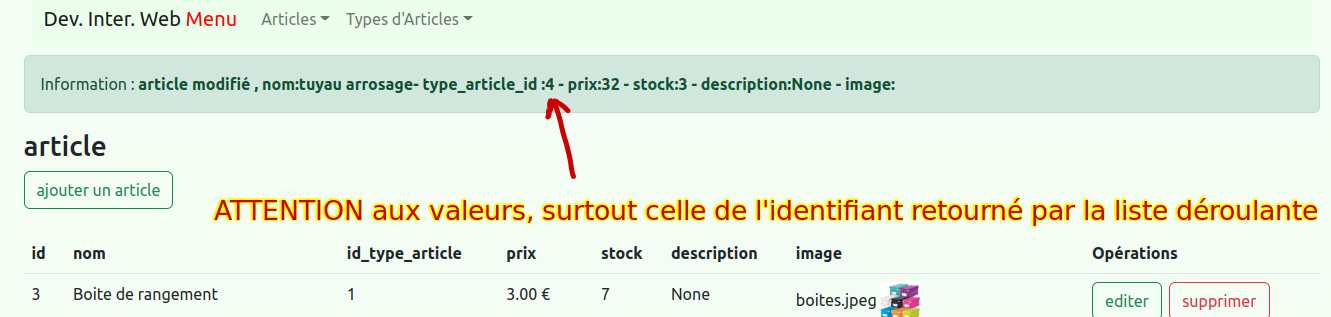 Dev. Inter. Web Menu Articles Types d'Articles
Information : article modifié , nom:tuyau arrosage- type_article_id :4 - prix:32 - stock:3 - description:None - image:
article
ajouter un article
ATTENTION aux valeurs, surtout celle de l'identifiant retourné par la liste déroulante
id nom id_type_article prix stock description image Opérations
3 Boite de rangement 1 3.00 € 7 None boites.jpeg editer supprimer